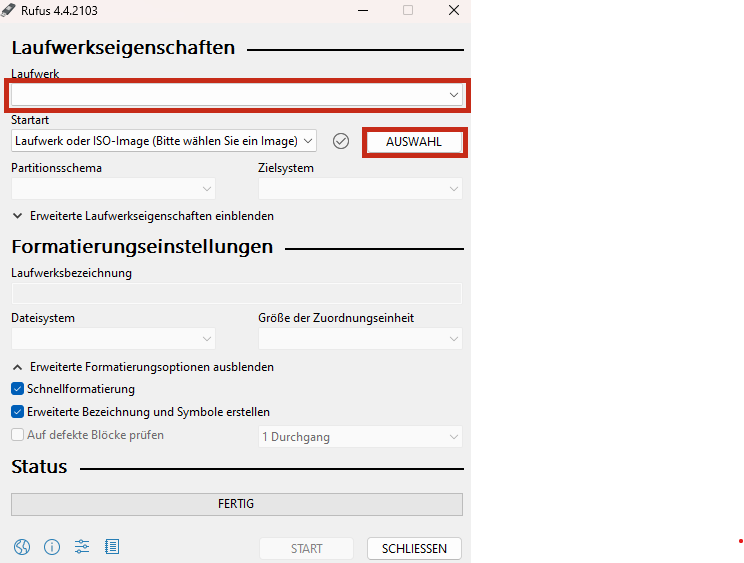 Rufus 4.4.2103
Laufwerkseigenschaften
Laufwerk
Startart
Laufwerk oder ISO-Image (Bitte wählen Sie ein Image)
AUSWAHL
Partitionsschema
Zielsystem
Erweiterte Laufwerkseigenschaften einblenden
Formatierungseinstellungen
Laufwerksbezeichnung
Dateisystem
Größe der Zuordnungseinheit
Erweiterte Formatierungsoptionen ausblenden
Schnellformatierung
Erweiterte Bezeichnung und Symbole erstellen
Auf defekte Blöcke prüfen
1 Durchgang
Status
FERTIG
START
SCHLIESSEN